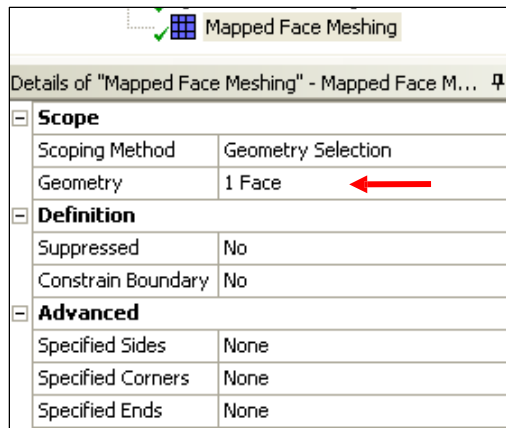 Mapped Face Meshing
Details of "Mapped Face Meshing" - Mapped Face M...
Scope
Scoping Method Geometry Selection
Geometry 1 Face
Definition
Suppressed No
Constrain Boundary No
Advanced
Specified Sides None
Specified Corners None
Specified Ends None